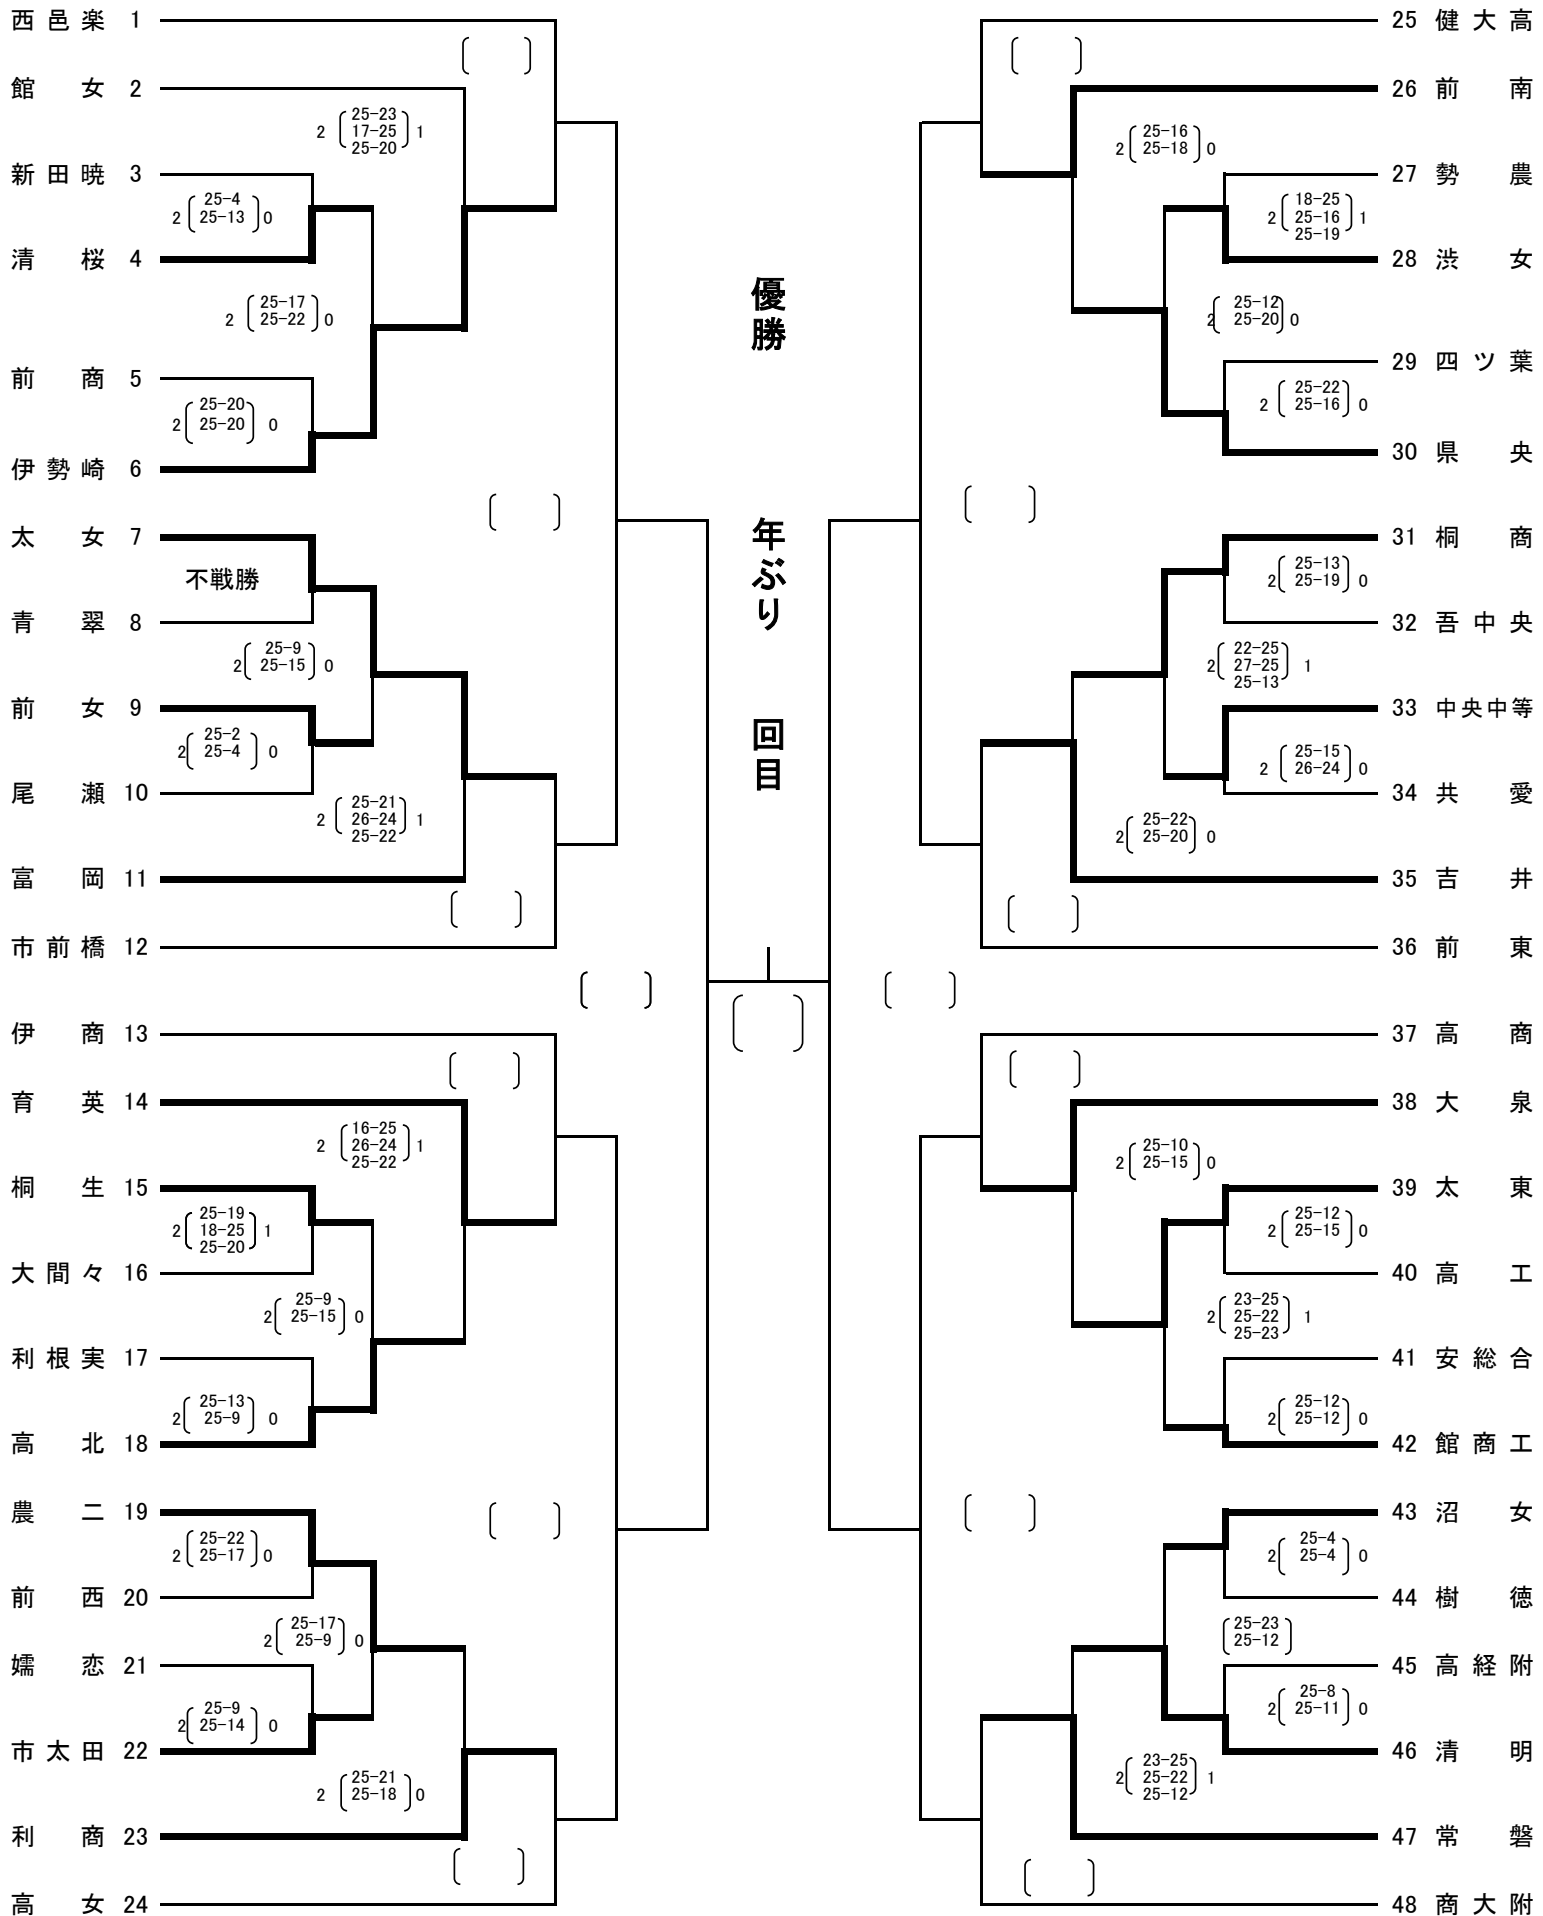 西邑楽 1
館女 2
2 25-23 1
17-25
25-20
新田暁 3
25-4
2 25-13 0
清桜 4
25-17
2 25-22 0
前商 5
25-20
2 25-20 0
伊勢崎 6
太女 7
不戦勝
青翠 8
25-9
2 25-15 0
前女 9
25-2
2 25-4 0
尾瀬 10
25-21
2 26-24 1
25-22
富岡 11
市前橋 12
伊商 13
育英 14
16-25
2 26-24 1
25-22
桐生 15
25-19
2 18-25 1
25-20
大間々 16
25-9
2 25-15 0
利根実 17
25-13
2 25-9 0
高北 18
農二 19
25-22
2 25-17 0
前西 20
25-17
2 25-9 0
嬬恋 21
25-9
2 25-14 0
市太田 22
25-21
2 25-18 0
利商 23
高女 24
優勝
年ぶり
回目
25 健大高
26 前南
25-16
2 25-18 0
27 勢農
18-25
2 25-16 1
25-19
28 渋女
25-12
2 25-20 0
29 四ツ葉
25-22
2 25-16 0
30 県央
31 桐商
25-13
2 25-19 0
32 吾中央
22-25
2 27-25 1
25-13
33 中央中等
25-15
2 26-24 0
34 共愛
25-22
2 25-20 0
35 吉井
36 前東
37 高商
38 大泉
25-10
2 25-15 0
39 太東
25-12
2 25-15 0
40 高工
23-25
2 25-22 1
25-23
41 安総合
25-12
2 25-12 0
42 館商工
43 沼女
25-4
2 25-4 0
44 樹徳
25-23
25-12
45 高経附
25-8
2 25-11 0
46 清明
23-25
2 25-22 1
25-12
47 常磐
48 商大附